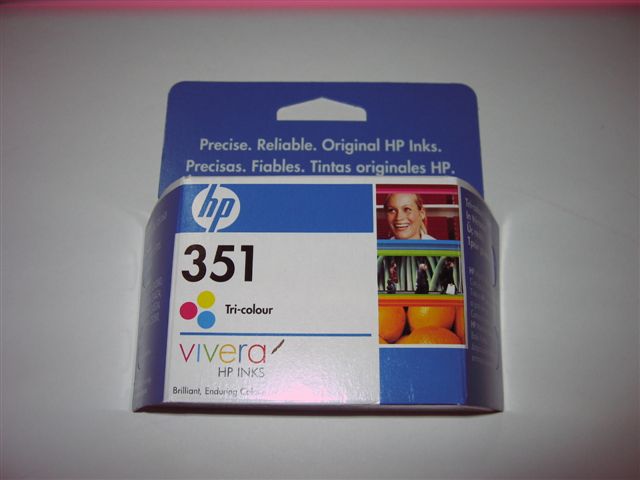 Precise. Reliable. Original HP Inks.
Precisas. Fiables. Tintas originales HP.
hp
351
Tri-colour
vivera
HP INKS
Brilliant, Enduring